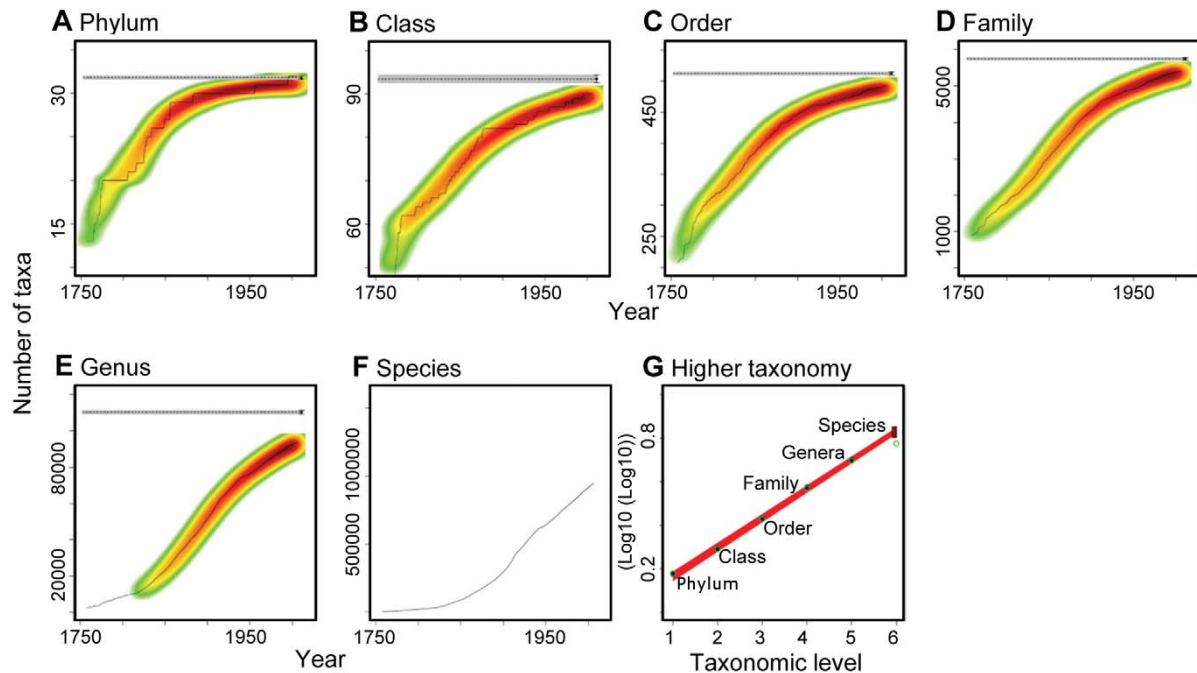 A Phylum
B Class
C Order
D Family
Number of taxa
30
15
1750
1950
90
60
1750
1950
450
250
1750
1950
5000
1000
1750
1950
Year
E Genus
F Species
G Higher taxonomy
80000
20000
1750
1950
1000000
500000
1750
1950
Year
(Log10 (Log10))
0.8
0.2
Species
Genera
Family
Order
Class
Phylum
1 2 3 4 5 6
Taxonomic level